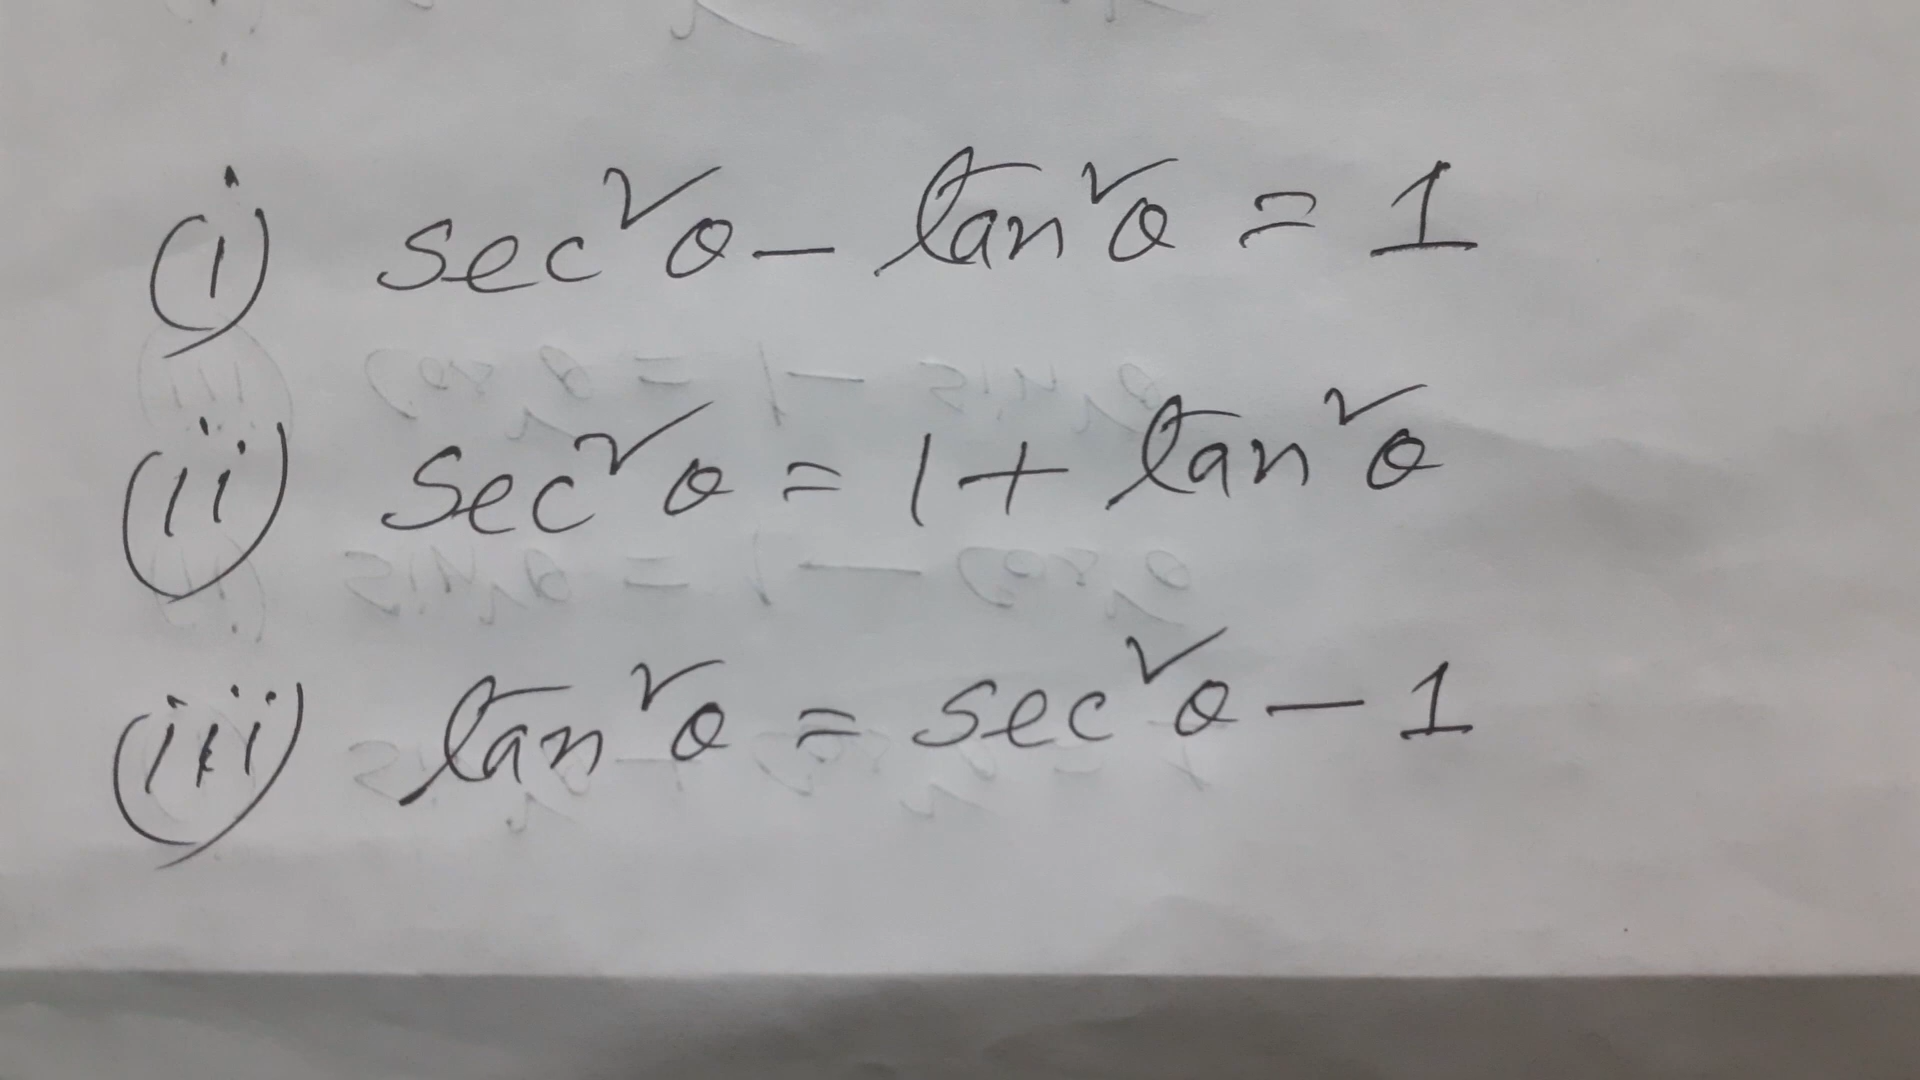 (i) sec²θ - tan²θ = 1
(ii) sec²θ = 1 + tan²θ
(iii) tan²θ = sec²θ - 1